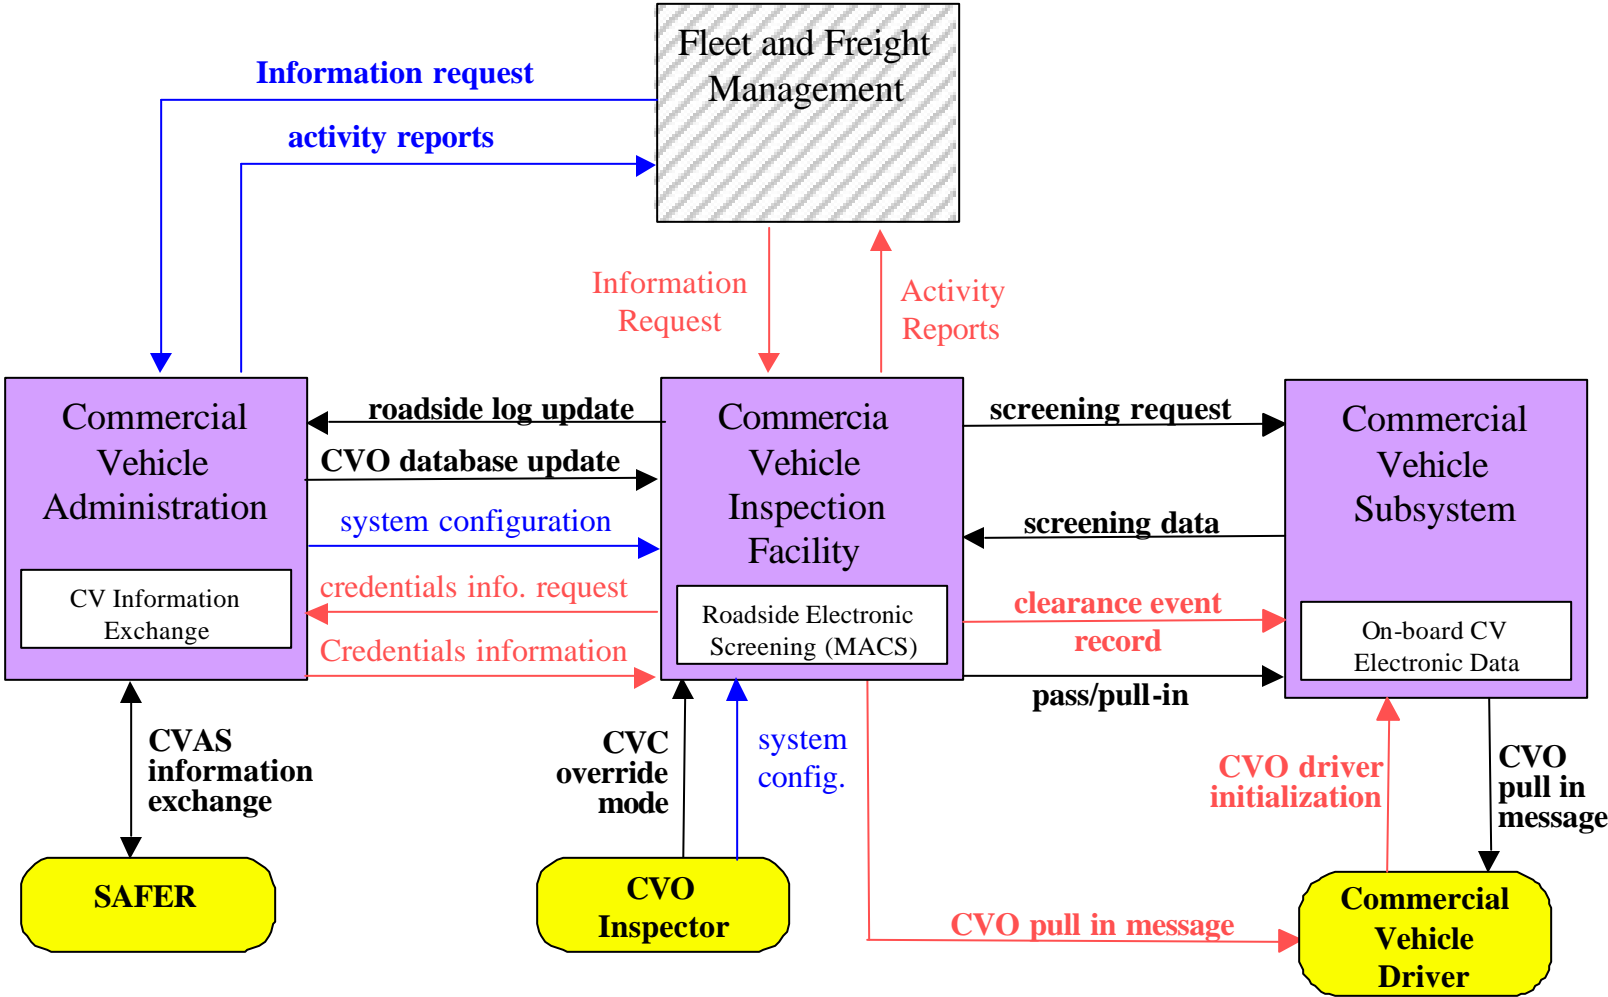 Fleet and Freight
Management
Information request
activity reports
Information
Request
Activity
Reports
Commercial
Vehicle
Administration
CV Information
Exchange
roadside log update
CVO database update
system configuration
credentials info. request
Credentials information
Commercia
Vehicle
Inspection
Facility
Roadside Electronic
Screening (MACS)
screening request
screening data
clearance event
record
pass/pull-in
Commercial
Vehicle
Subsystem
On-board CV
Electronic Data
CVAS
information
exchange
CVC
override
mode
system
config.
CVO driver
initialization
CVO
pull in
message
SAFER
CVO
Inspector
CVO pull in message
Commercial
Vehicle
Driver